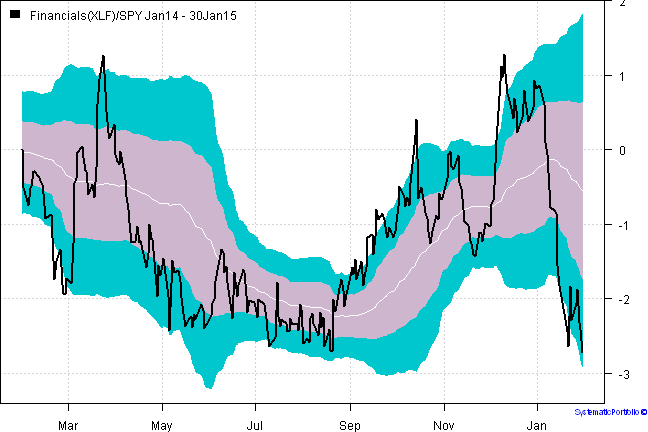 Financials(XLF)/SPY Jan14 - 30Jan15
2
1
0
-1
-2
-3
Mar May Jul Sep Nov Jan
SystematicPortfolio ©